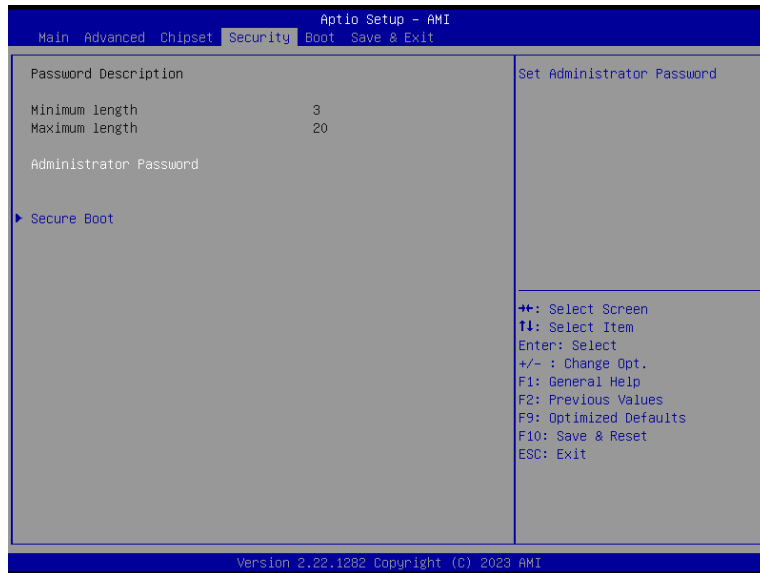 Aptio Setup – AMI
Main Advanced Chipset Security Boot Save & Exit
Password Description
Minimum length 3
Maximum length 20
Administrator Password
Secure Boot
Set Administrator Password
→←: Select Screen
↑↓: Select Item
Enter: Select
+/- : Change Opt.
F1: General Help
F2: Previous Values
F9: Optimized Defaults
F10: Save & Reset
ESC: Exit
Version 2.22.1282 Copyright (C) 2023 AMI